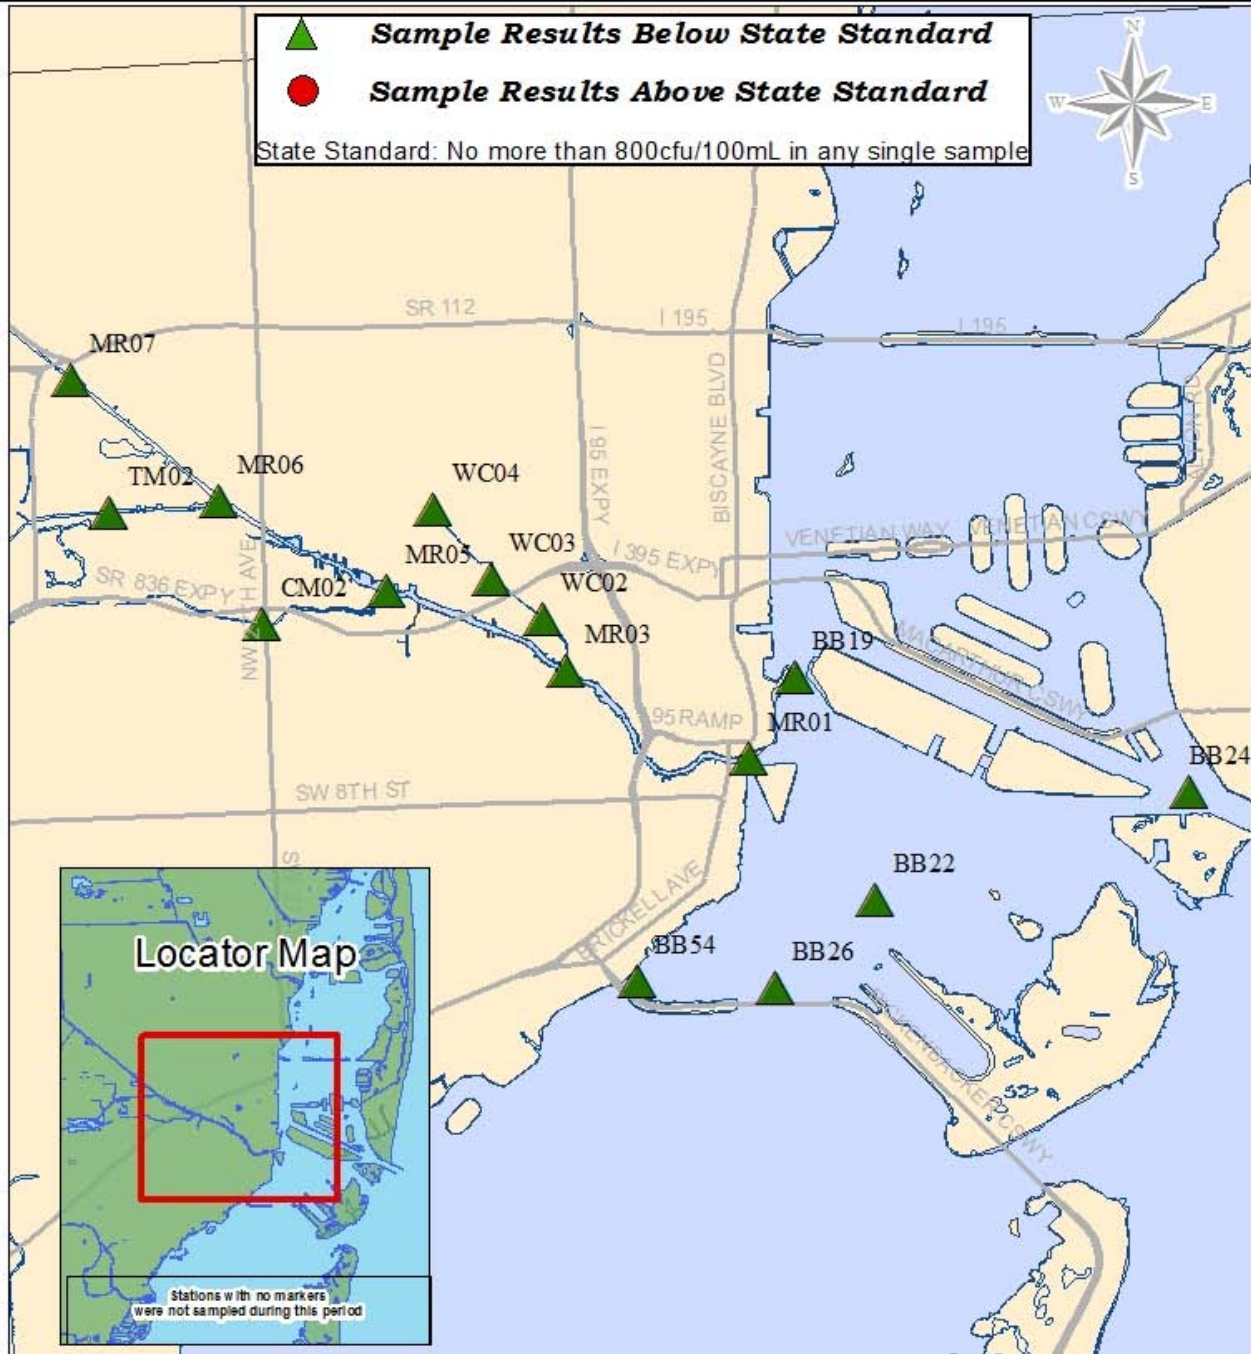 Sample Results Below State Standard
Sample Results Above State Standard
State Standard: No more than 800cfu/100mL in any single sample
N
W
E
S
SR 112
I 195
I 195
MR07
BISCAYNE BLVD
ALTON RD
I 95 EXPY
TM02
MR06
WC04
MR05
WC03
I 395 EXPY
VENETIAN WAY
VENETIAN CSWY
SR 836 EXPY
CM02
WC02
NW 27TH AVE
MR03
BB19
MACARTHUR CSWY
95 RAMP
MR01
BB24
SW 8TH ST
BB22
BRICKELL AVE
BB54
BB26
Locator Map
Stations with no markers
were not sampled during this period